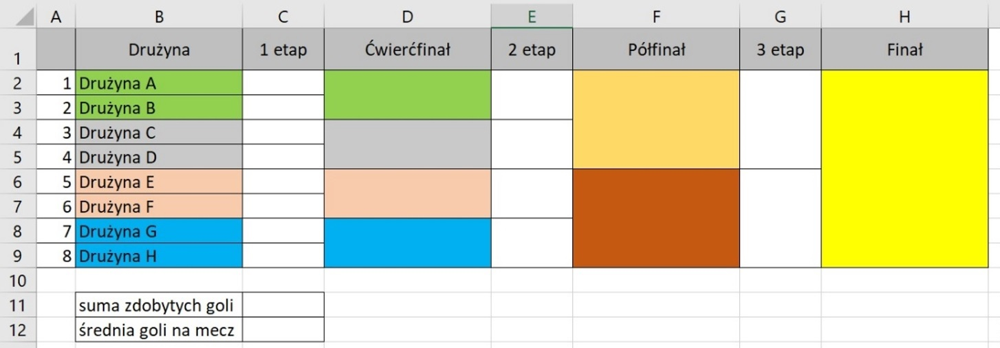 A B C D E F G H
1 Drużyna 1 etap Ćwierćfinał 2 etap Półfinał 3 etap Finał
2 1 Drużyna A
3 2 Drużyna B
4 3 Drużyna C
5 4 Drużyna D
6 5 Drużyna E
7 6 Drużyna F
8 7 Drużyna G
9 8 Drużyna H
10
11 suma zdobytych goli
12 średnia goli na mecz